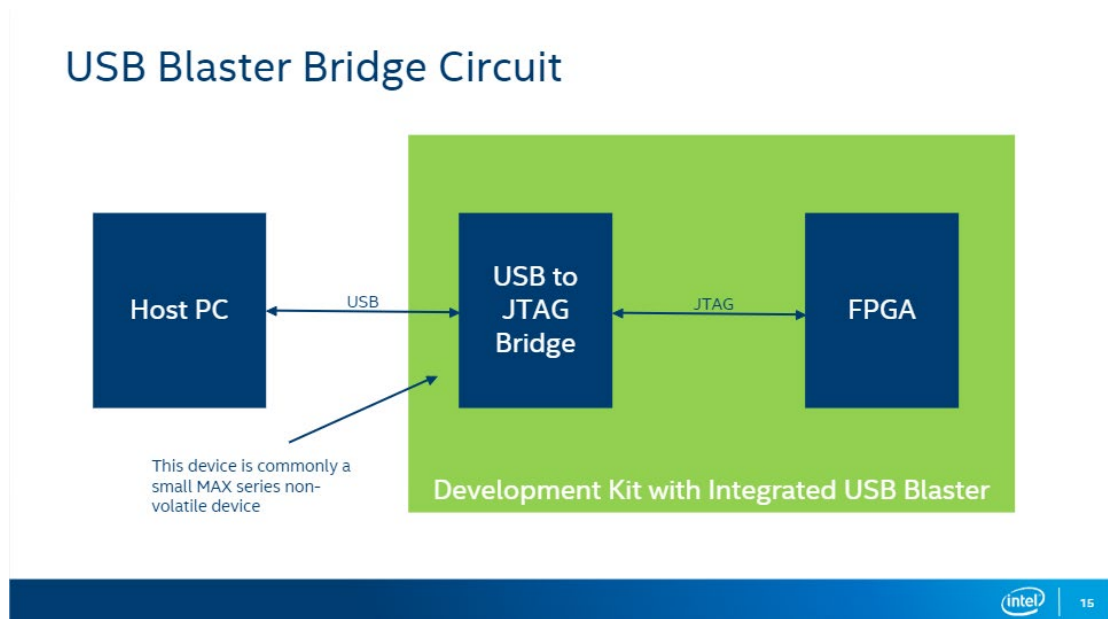 USB Blaster Bridge Circuit
Host PC
USB
USB to
JTAG
Bridge
JTAG
FPGA
This device is commonly a
small MAX series non-
volatile device
Development Kit with Integrated USB Blaster
intel
15